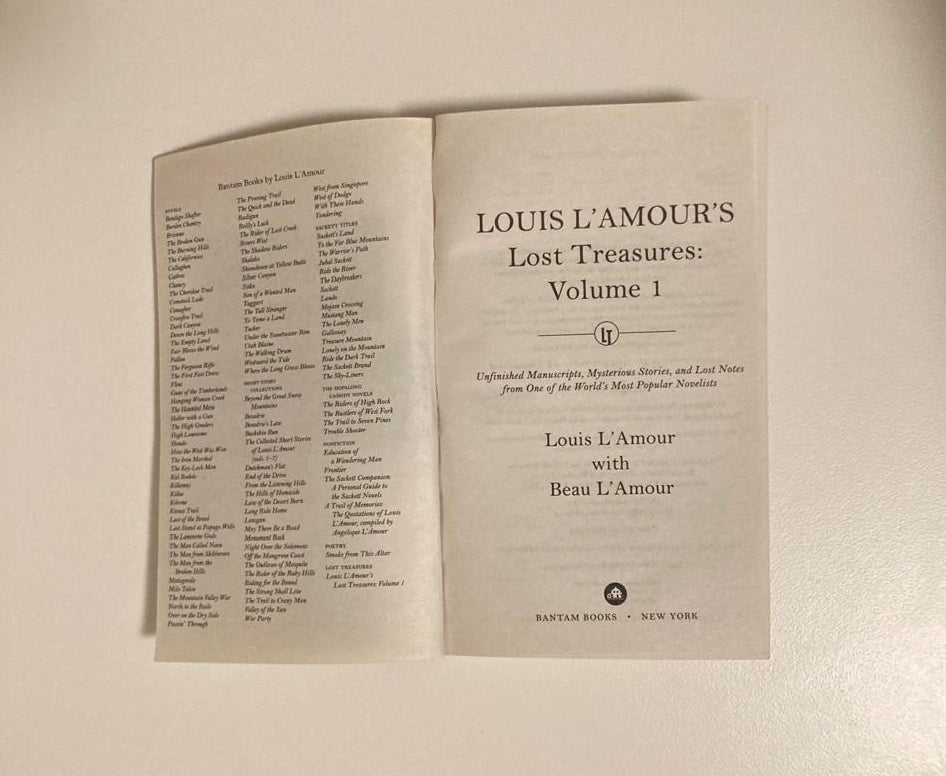 Bantam Books by Louis L'Amour
NOVELS
Bendigo Shafter
Borden Chantry
Brionne
The Broken Gun
The Burning Hills
The Californios
Callaghen
Catlow
Chancy
The Cherokee Trail
Comstock Lode
Conagher
Crossfire Trail
Dark Canyon
Down the Long Hills
The Empty Land
Fair Blows the Wind
Fallon
The Ferguson Rifle
The First Fast Draw
Flint
Guns of the Timberlands
Hanging Woman Creek
The Haunted Mesa
Heller with a Gun
The High Graders
High Lonesome
Hondo
How the West Was Won
The Iron Marshal
The Key-Lock Man
Kid Rodelo
Kilkenny
Killoe
Kilrone
Kiowa Trail
Last of the Breed
Last Stand at Papago Wells
The Lonesome Gods
The Man Called Noon
The Man from Skibbereen
The Man from the
Broken Hills
Matagorda
Milo Talon
The Mountain Valley War
North to the Rails
Over on the Dry Side
Passin' Through
The Proving Trail
The Quick and the Dead
Radigan
Reilly's Luck
The Rider of Lost Creek
Rivers West
The Shadow Riders
Shalako
Showdown at Yellow Butte
Silver Canyon
Sitka
Son of a Wanted Man
Taggart
The Tall Stranger
To Tame a Land
Tucker
Under the Sweetwater Rim
Utah Blaine
The Walking Drum
Westward the Tide
Where the Long Grass Blows
SHORT STORY
COLLECTIONS
Beyond the Great Snow
Mountains
Bowdrie
Bowdrie's Law
Buckskin Run
The Collected Short Stories
of Louis L'Amour
(vols. 1–7)
Dutchman's Flat
End of the Drive
From the Listening Hills
The Hills of Homicide
Law of the Desert Born
Long Ride Home
Lonigan
May There Be a Road
Monument Rock
Night Over the Solomons
Off the Mangrove Coast
The Outlaws of Mesquite
The Rider of the Ruby Hills
Riding for the Brand
The Strong Shall Live
The Trail to Crazy Man
Valley of the Sun
War Party
West from Singapore
West of Dodge
With These Hands
Yondering
SACKETT TITLES
Sackett's Land
To the Far Blue Mountains
The Warrior's Path
Jubal Sackett
Ride the River
The Daybreakers
Sackett
Lando
Mojave Crossing
Mustang Man
The Lonely Men
Galloway
Treasure Mountain
Lonely on the Mountain
Ride the Dark Trail
The Sackett Brand
The Sky-Liners
THE HOPALONG
CASSIDY NOVELS
The Riders of High Rock
The Rustlers of West Fork
The Trail to Seven Pines
Trouble Shooter
NONFICTION
Education of
a Wandering Man
Frontier
The Sackett Companion:
A Personal Guide to
the Sackett Novels
A Trail of Memories:
The Quotations of Louis
L'Amour, compiled by
Angelique L'Amour
POETRY
Smoke from This Altar
LOST TREASURES
Louis L'Amour's
Lost Treasures: Volume 1
LOUIS L'AMOUR'S
Lost Treasures:
Volume 1
Unfinished Manuscripts, Mysterious Stories, and Lost Notes
from One of the World's Most Popular Novelists
Louis L'Amour
with
Beau L'Amour
BANTAM BOOKS • NEW YORK